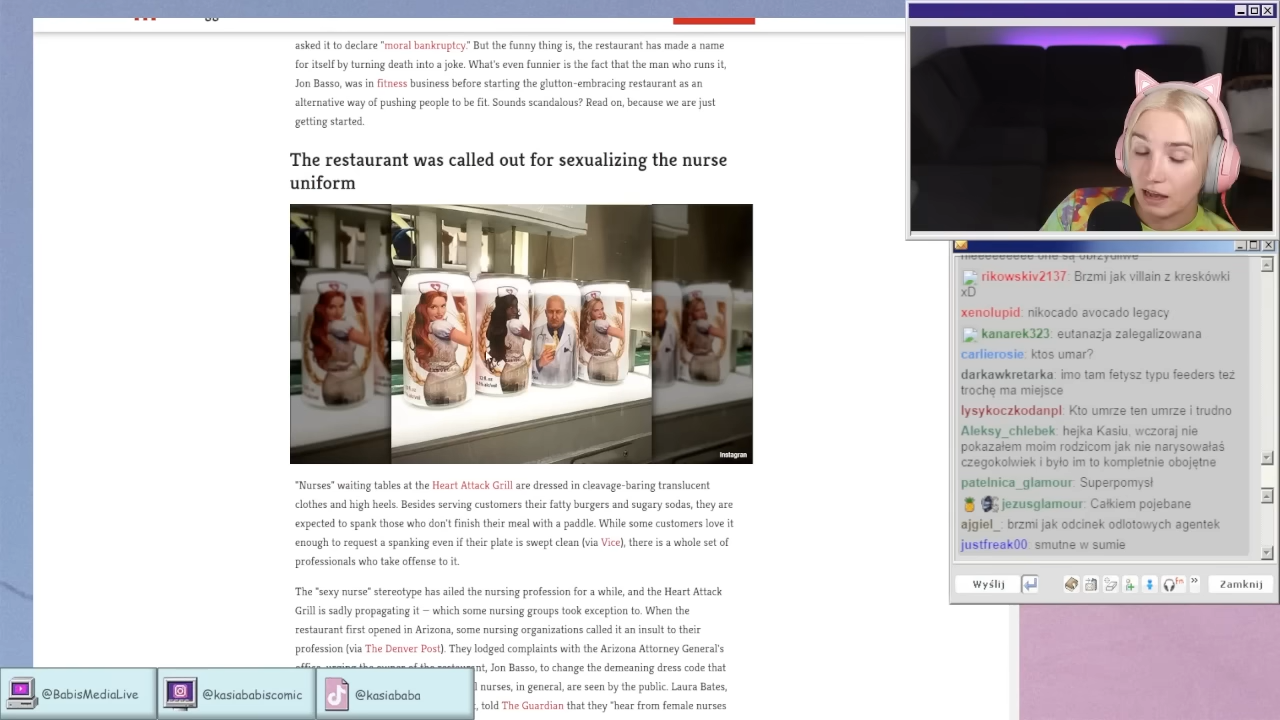 asked it to declare "moral bankruptcy." But the funny thing is, the restaurant has made a name
for itself by turning death into a joke. What's even funnier is the fact that the man who runs it,
Jon Basso, was in fitness business before starting the glutton-embracing restaurant as an
alternative way of pushing people to be fit. Sounds scandalous? Read on, because we are just
getting started.
The restaurant was called out for sexualizing the nurse
uniform
Instagran
"Nurses" waiting tables at the Heart Attack Grill are dressed in cleavage-baring translucent
clothes and high heels. Besides serving customers their fatty burgers and sugary sodas, they are
expected to spank those who don't finish their meal with a paddle. While some customers love it
enough to request a spanking even if their plate is swept clean (via Vice), there is a whole set of
professionals who take offense to it.
The "sexy nurse" stereotype has ailed the nursing profession for a while, and the Heart Attack
Grill is sadly propagating it — which some nursing groups took exception to. When the
restaurant first opened in Arizona, some nursing organizations called it an insult to their
profession (via The Denver Post). They lodged complaints with the Arizona Attorney General's
office, urging the owner of the restaurant, Jon Basso, to change the demeaning dress code that
nurses, in general, are seen by the public. Laura Bates,
told The Guardian that they "hear from female nurses
rikowskiv2137: Brzmi jak villain z kreskówki
xD
xenolupid: nikocado avocado legacy
kanarek323: eutanazja zalegalizowana
carlierosie: ktos umar?
darkawkretarka: imo tam fetysz typu feeders też
trochę ma miejsce
lysykoczkodanpl: Kto umrze ten umrze i trudno
Aleksy_chlebek: hejka Kasiu, wczoraj nie
pokazałem moim rodzicom jak nie narysowałaś
czegokolwiek i było im to kompletnie obojętne
patelnica_glamour: Superpomysł
jezusglamour: Całkiem pojebane
ajgiel_: brzmi jak odcinek odlotowych agentek
justfreak00: smutne w sumie
Wyślij
Zamknij
@BabisMediaLive
@kasiababiscomic
@kasiababa